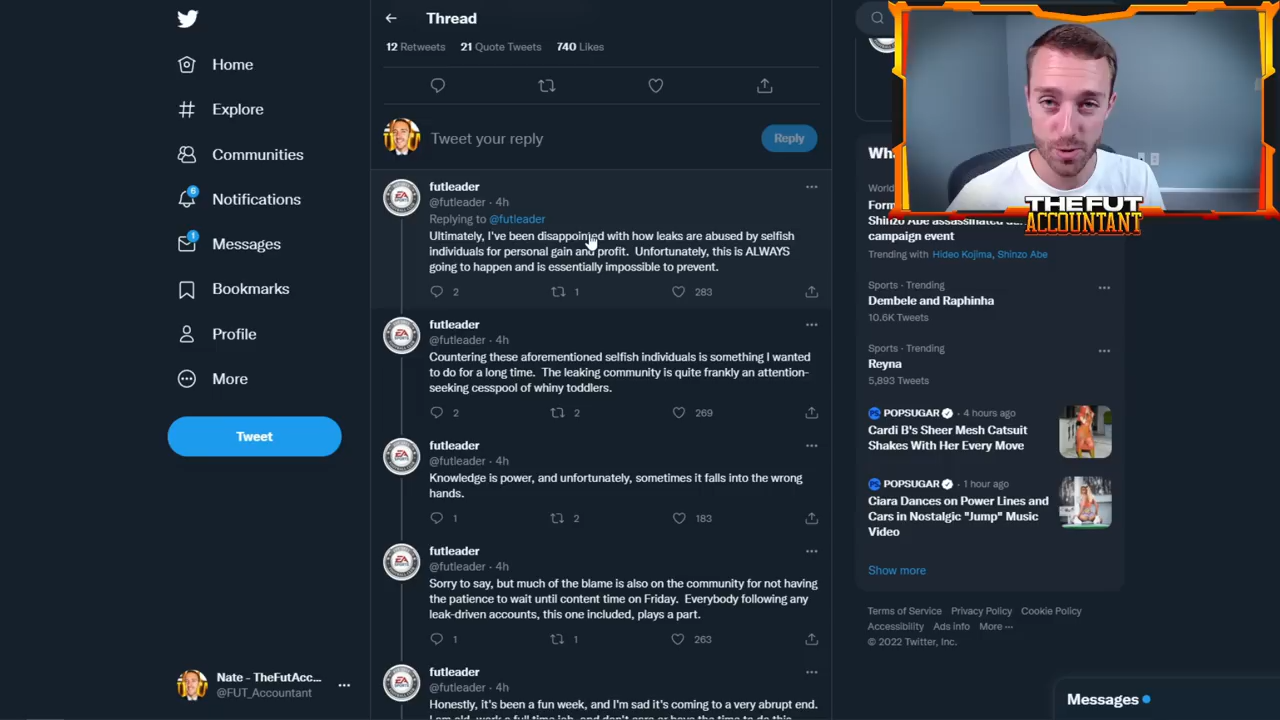 Home
Explore
Communities
6
Notifications
1
Messages
Bookmarks
Profile
More
Tweet
Nate - TheFutAcc...
@FUT_Accountant
Thread
12 Retweets 21 Quote Tweets 740 Likes
Tweet your reply
Reply
futleader
@futleader · 4h
Replying to @futleader
Ultimately, I've been disappointed with how leaks are abused by selfish
individuals for personal gain and profit. Unfortunately, this is ALWAYS
going to happen and is essentially impossible to prevent.
2 1 283
futleader
@futleader · 4h
Countering these aforementioned selfish individuals is something I wanted
to do for a long time. The leaking community is quite frankly an attention-
seeking cesspool of whiny toddlers.
2 2 269
futleader
@futleader · 4h
Knowledge is power, and unfortunately, sometimes it falls into the wrong
hands.
1 2 183
futleader
@futleader · 4h
Sorry to say, but much of the blame is also on the community for not having
the patience to wait until content time on Friday. Everybody following any
leak-driven accounts, this one included, plays a part.
1 1 263
futleader
@futleader · 4h
Honestly, it's been a fun week, and I'm sad it's coming to a very abrupt end.
THE FUT
ACCOUNTANT
Shinzo Abe assassinated
campaign event
Trending with Hideo Kojima, Shinzo Abe
Sports · Trending
Dembele and Raphinha
10.6K Tweets
Sports · Trending
Reyna
5,893 Tweets
POPSUGAR · 4 hours ago
Cardi B's Sheer Mesh Catsuit
Shakes With Her Every Move
POPSUGAR · 1 hour ago
Ciara Dances on Power Lines and
Cars in Nostalgic "Jump" Music
Video
Show more
Terms of Service Privacy Policy Cookie Policy
Accessibility Ads info More ···
© 2022 Twitter, Inc.
Messages